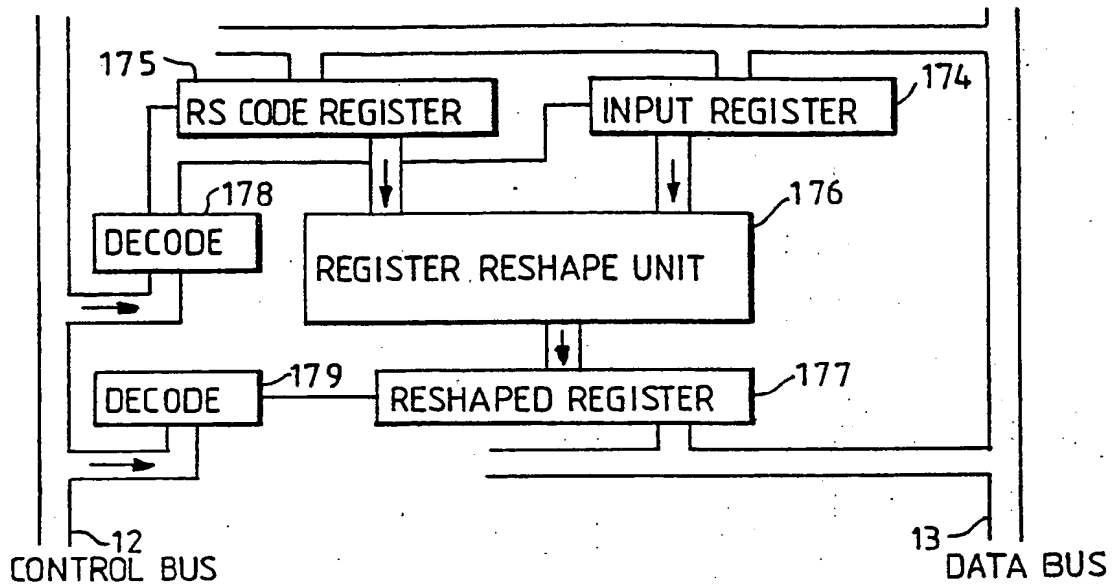 175
RS CODE REGISTER
INPUT REGISTER
174
178
DECODE
176
REGISTER RESHAPE UNIT
179
DECODE
RESHAPED REGISTER
177
12
CONTROL BUS
13
DATA BUS